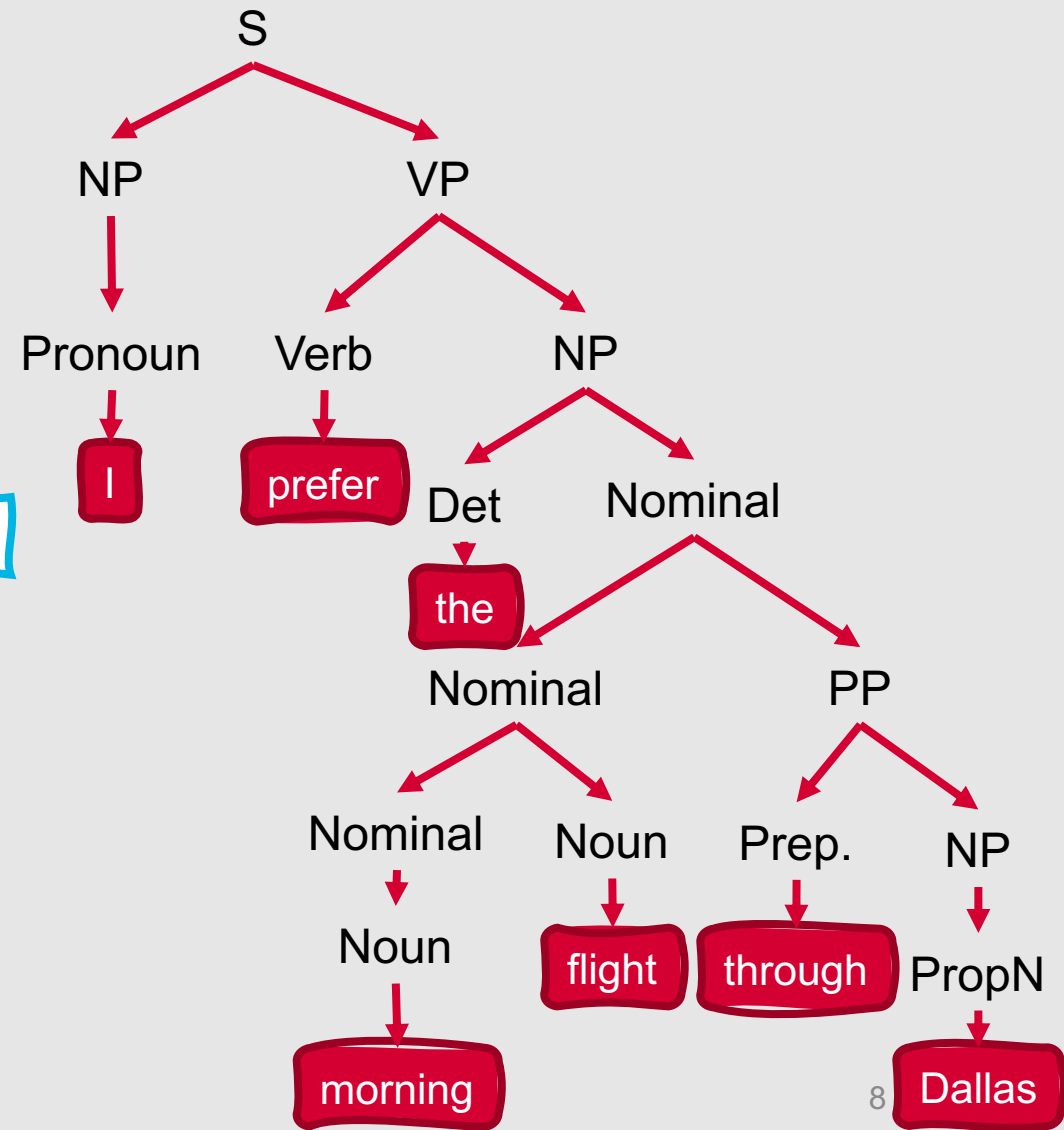 S
NP VP
Pronoun Verb NP
I prefer Det Nominal
the
Nominal PP
Nominal Noun Prep. NP
Noun flight through PropN
morning 8 Dallas